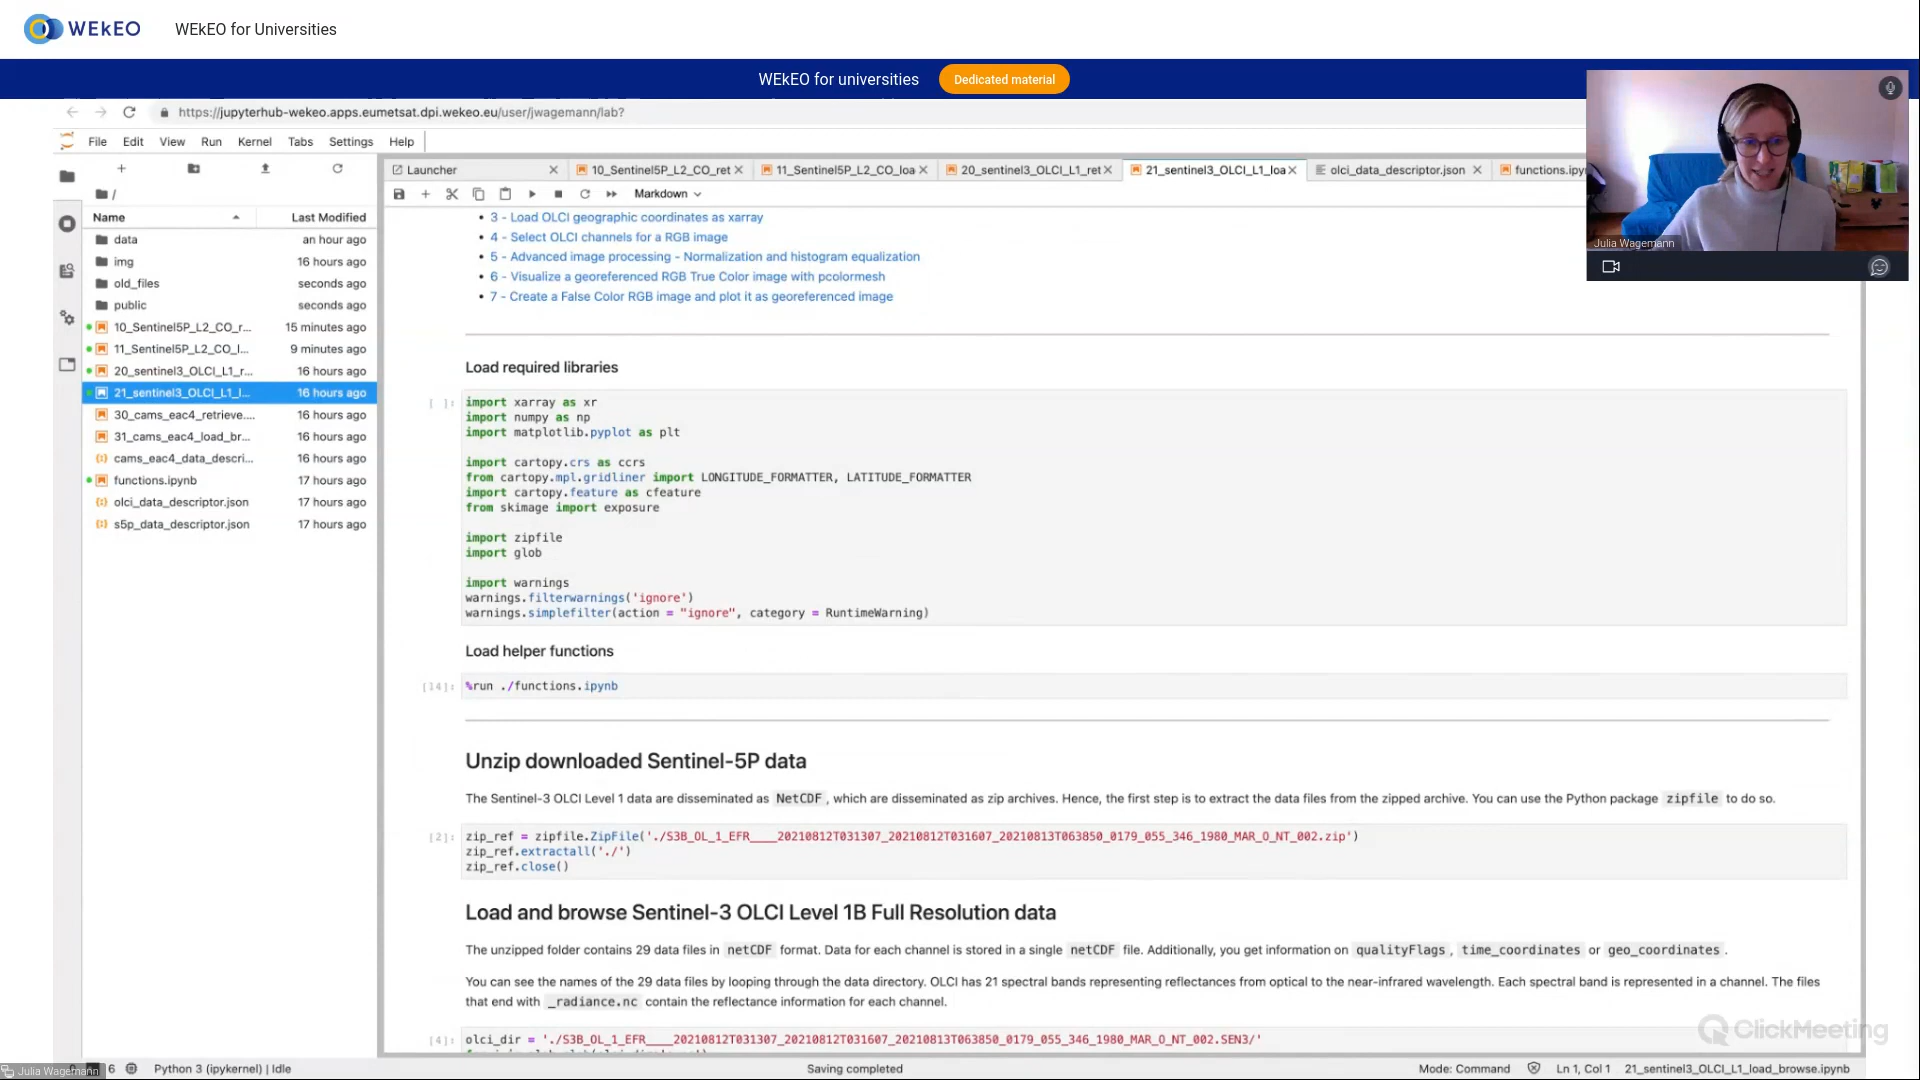 WEkEO
WEkEO for Universities
WEkEO for universities
Dedicated material
https://jupyterhub-wekeo.apps.eumetsat.dpi.wekeo.eu/user/jwagemann/lab?
File Edit View Run Kernel Tabs Settings Help
Launcher
10_Sentinel5P_L2_CO_ret
11_Sentinel5P_L2_CO_loa
20_sentinel3_OLCI_L1_ret
21_sentinel3_OLCI_L1_loa
olci_data_descriptor.json
functions.ipyn
Markdown
/
Name Last Modified
data an hour ago
img 16 hours ago
old_files seconds ago
public seconds ago
10_Sentinel5P_L2_CO_r... 15 minutes ago
11_Sentinel5P_L2_CO_l... 9 minutes ago
20_sentinel3_OLCI_L1_r... 16 hours ago
21_sentinel3_OLCI_L1_l... 16 hours ago
30_cams_eac4_retrieve.... 16 hours ago
31_cams_eac4_load_br... 16 hours ago
cams_eac4_data_descri... 16 hours ago
functions.ipynb 17 hours ago
olci_data_descriptor.json 17 hours ago
s5p_data_descriptor.json 17 hours ago
• 3 - Load OLCI geographic coordinates as xarray
• 4 - Select OLCI channels for a RGB image
• 5 - Advanced image processing - Normalization and histogram equalization
• 6 - Visualize a georeferenced RGB True Color image with pcolormesh
• 7 - Create a False Color RGB image and plot it as georeferenced image
Load required libraries
[ ]: import xarray as xr
import numpy as np
import matplotlib.pyplot as plt
import cartopy.crs as ccrs
from cartopy.mpl.gridliner import LONGITUDE_FORMATTER, LATITUDE_FORMATTER
import cartopy.feature as cfeature
from skimage import exposure
import zipfile
import glob
import warnings
warnings.filterwarnings('ignore')
warnings.simplefilter(action = "ignore", category = RuntimeWarning)
Load helper functions
[14]: %run ./functions.ipynb
Unzip downloaded Sentinel-5P data
The Sentinel-3 OLCI Level 1 data are disseminated as NetCDF , which are disseminated as zip archives. Hence, the first step is to extract the data files from the zipped archive. You can use the Python package zipfile to do so.
[2]: zip_ref = zipfile.ZipFile('./S3B_OL_1_EFR____20210812T031307_20210812T031607_20210813T063850_0179_055_346_1980_MAR_O_NT_002.zip')
zip_ref.extractall('./')
zip_ref.close()
Load and browse Sentinel-3 OLCI Level 1B Full Resolution data
The unzipped folder contains 29 data files in netCDF format. Data for each channel is stored in a single netCDF file. Additionally, you get information on qualityFlags , time_coordinates or geo_coordinates .
You can see the names of the 29 data files by looping through the data directory. OLCI has 21 spectral bands representing reflectances from optical to the near-infrared wavelength. Each spectral band is represented in a channel. The files
that end with _radiance.nc contain the reflectance information for each channel.
[4]: olci_dir = './S3B_OL_1_EFR____20210812T031307_20210812T031607_20210813T063850_0179_055_346_1980_MAR_O_NT_002.SEN3/'
Julia Wagemann
ClickMeeting
Julia Wagemann
6
Python 3 (ipykernel) | Idle
Saving completed
Mode: Command
Ln 1, Col 1
21_sentinel3_OLCI_L1_load_browse.ipynb